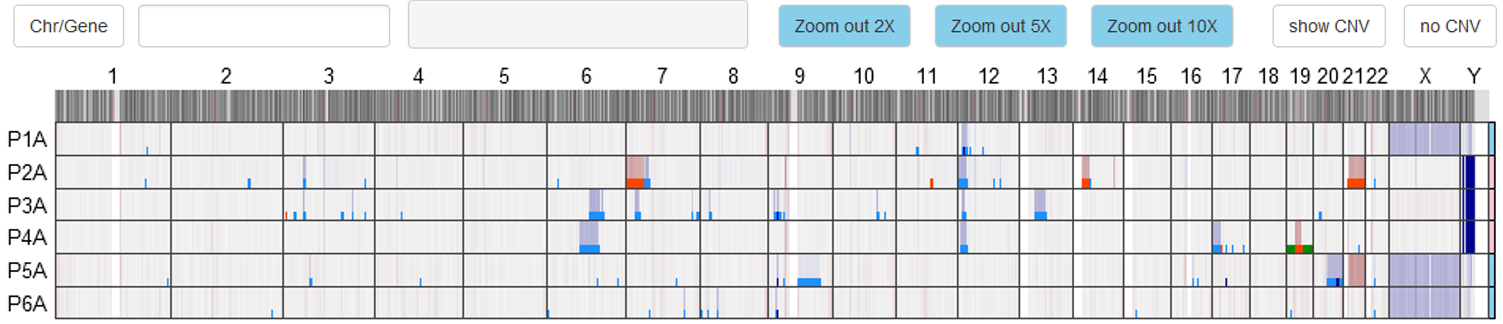 Chr/Gene Zoom out 2X Zoom out 5X Zoom out 10X show CNV no CNV
1 2 3 4 5 6 7 8 9 10 11 12 13 14 15 16 17 18 19 20 21 22 X Y
P1A
P2A
P3A
P4A
P5A
P6A